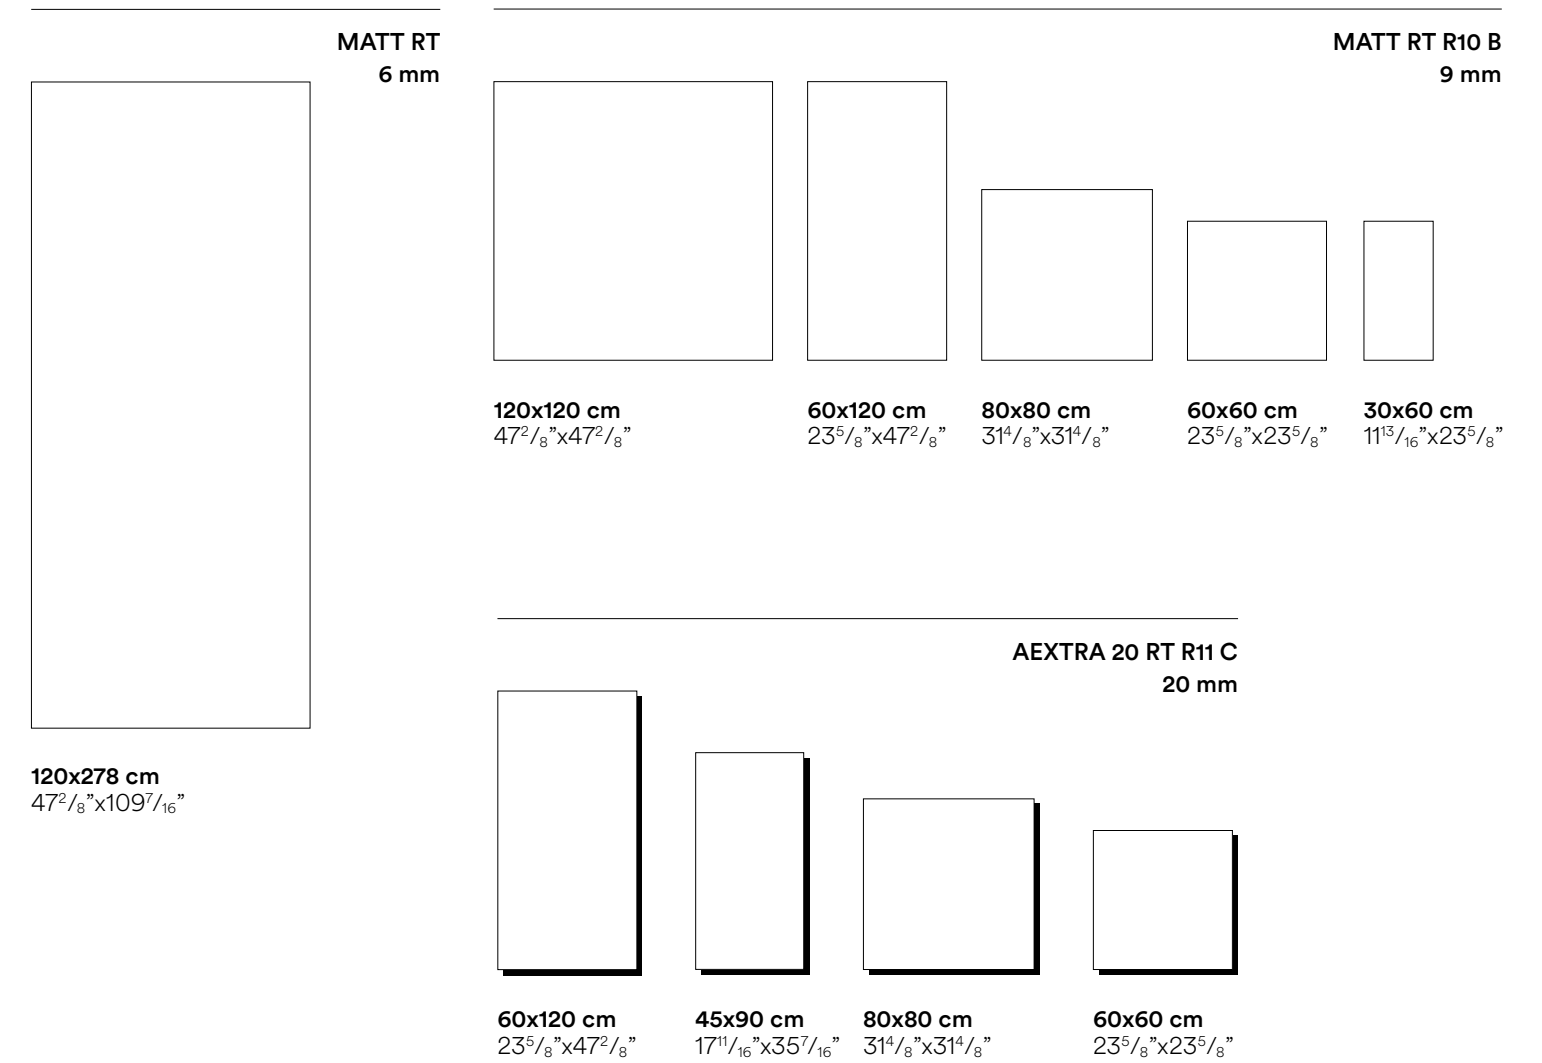 MATT RT
6 mm
120x278 cm
47²/₈”x109⁷/₁₆”
MATT RT R10 B
9 mm
120x120 cm
47²/₈”x47²/₈”
60x120 cm
23⁵/₈”x47²/₈”
80x80 cm
31⁴/₈”x31⁴/₈”
60x60 cm
23⁵/₈”x23⁵/₈”
30x60 cm
11¹³/₁₆”x23⁵/₈”
AEXTRA 20 RT R11 C
20 mm
60x120 cm
23⁵/₈”x47²/₈”
45x90 cm
17¹¹/₁₆”x35⁷/₁₆”
80x80 cm
31⁴/₈”x31⁴/₈”
60x60 cm
23⁵/₈”x23⁵/₈”